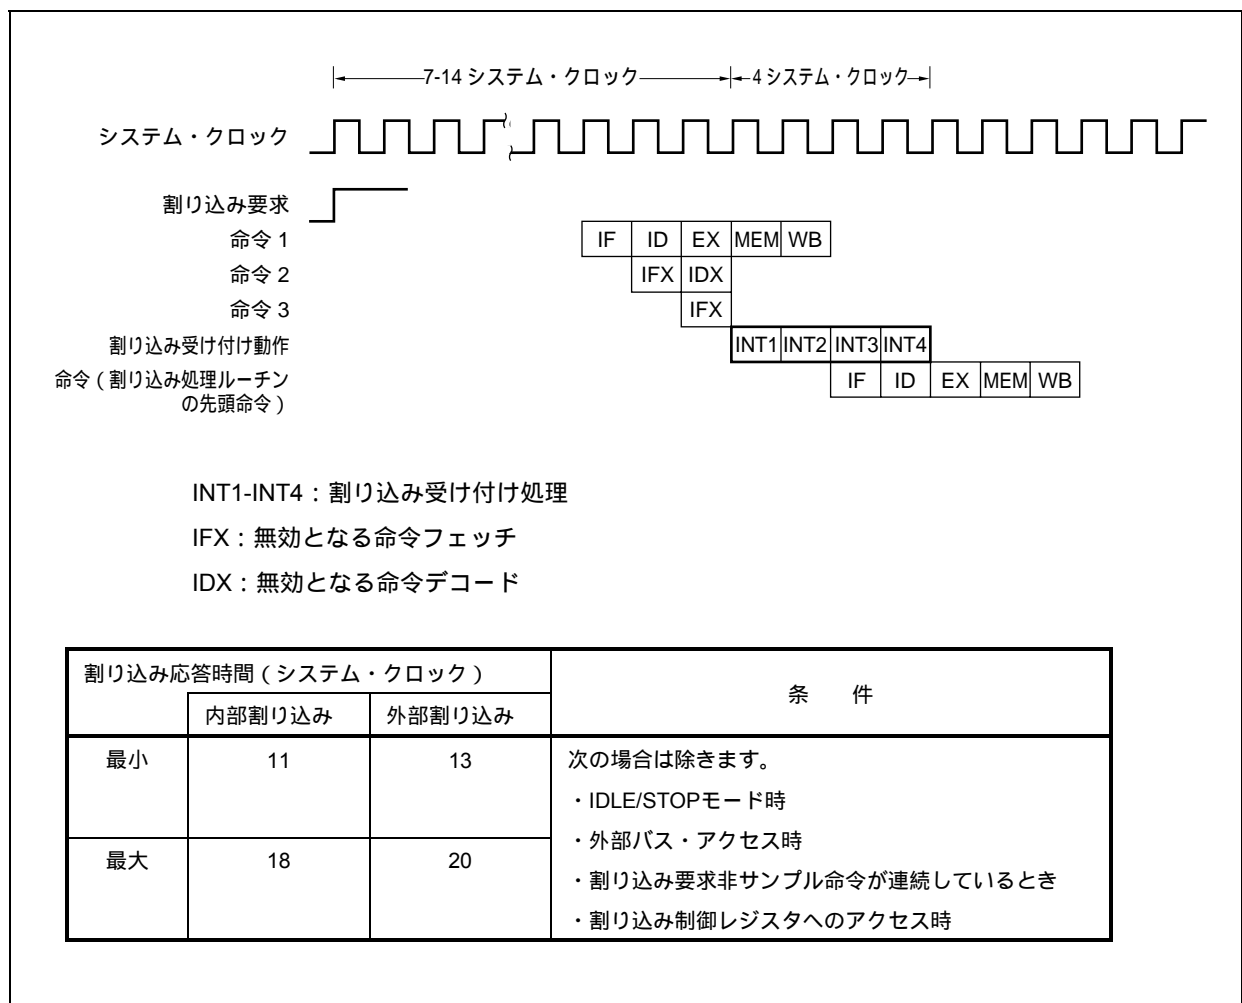 7-14 システム・クロック 4 システム・クロック
システム・クロック
割り込み要求
命令 1 IF ID EX MEM WB
命令 2 IFX IDX
命令 3 IFX
割り込み受け付け動作 INT1 INT2 INT3 INT4
命令（割り込み処理ルーチン IF ID EX MEM WB
の先頭命令）
INT1-INT4：割り込み受け付け処理
IFX：無効となる命令フェッチ
IDX：無効となる命令デコード
割り込み応答時間（システム・クロック） 条　件
内部割り込み 外部割り込み
最小 11 13 次の場合は除きます。
・IDLE/STOPモード時
・外部バス・アクセス時
最大 18 20
・割り込み要求非サンプル命令が連続しているとき
・割り込み制御レジスタへのアクセス時